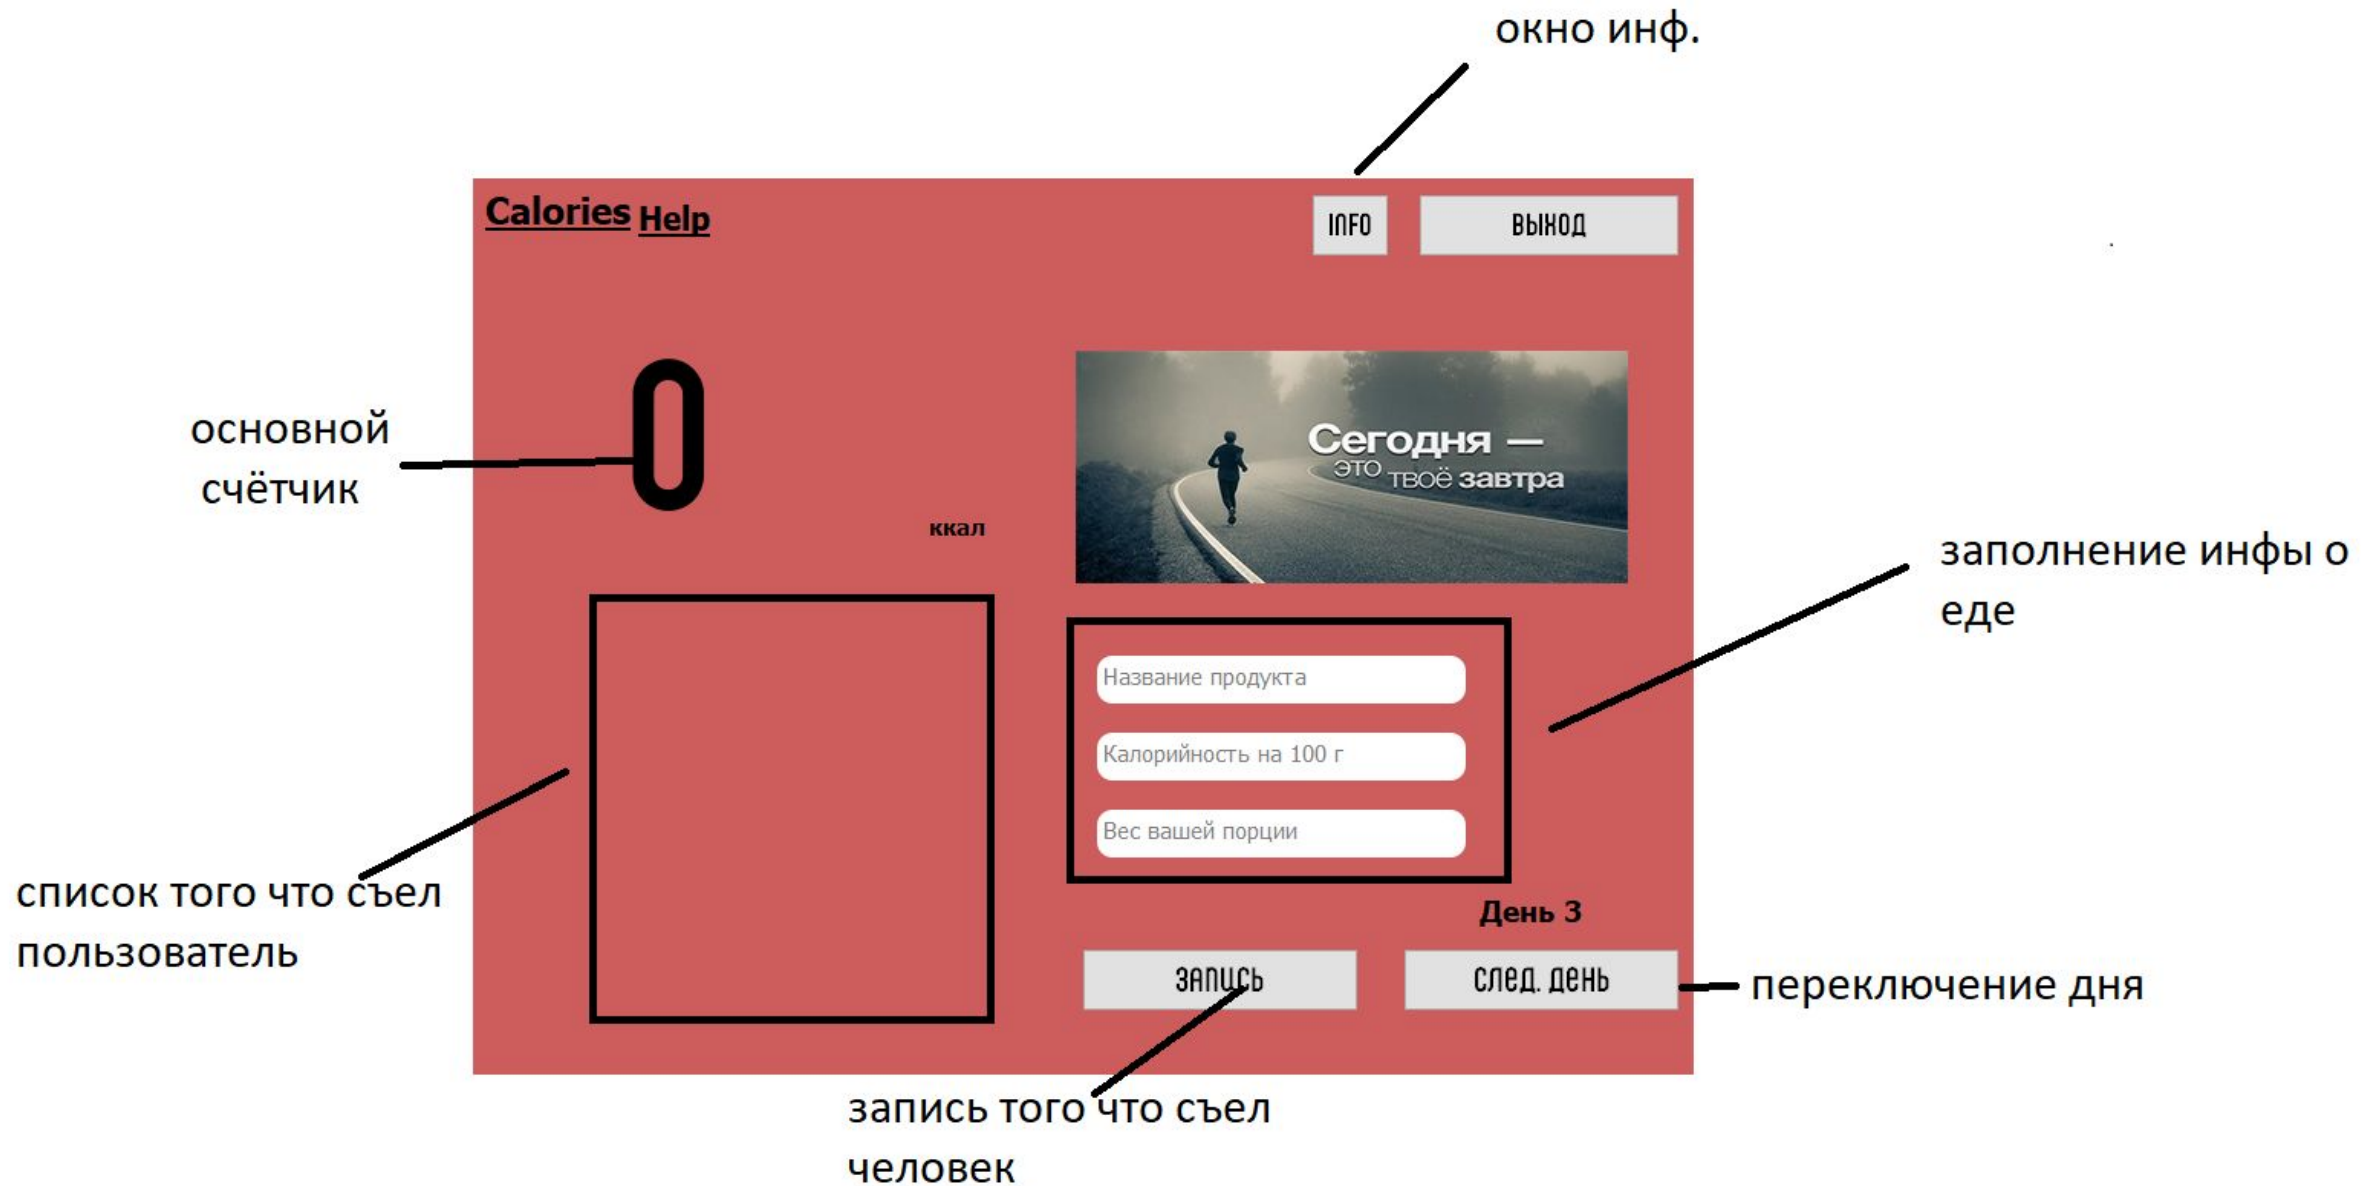 окно инф.
Calories Help
INFO
ВЫХОД
основной
счётчик
0
ккал
Сегодня —
это твоё завтра
заполнение инфы о
еде
Название продукта
Калорийность на 100 г
Вес вашей порции
список того что съел
пользователь
День 3
ЗАПИСЬ
СЛЕД. ДЕНЬ
переключение дня
запись того что съел
человек